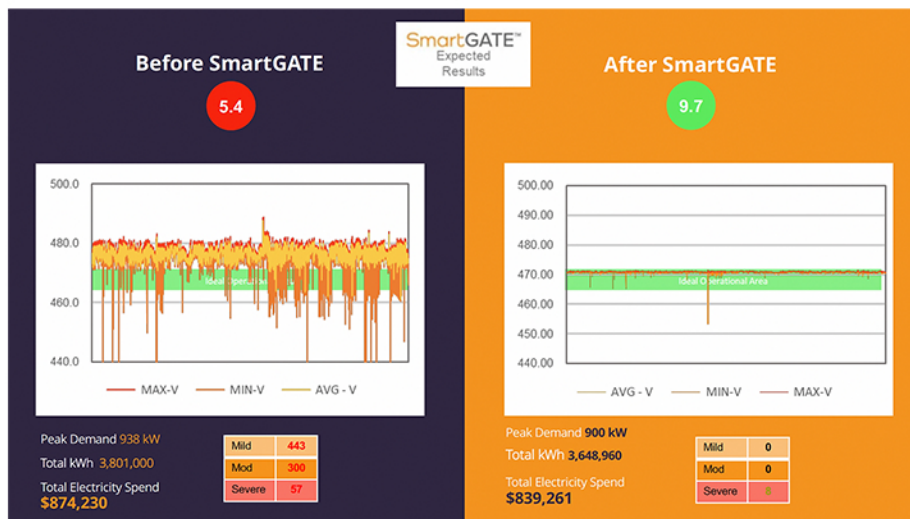 SmartGATE™
Expected
Results
Before SmartGATE
5.4
500.0
480.0
460.0
440.0
Ideal Operational Area
MAX-V
MIN-V
AVG - V
Peak Demand 938 kW
Total kWh 3,801,000
Total Electricity Spend
$874,230
Mild 443
Mod 300
Severe 57
After SmartGATE
9.7
500.00
490.00
480.00
470.00
460.00
450.00
440.00
Ideal Operational Area
AVG - V
MIN-V
MAX-V
Peak Demand 900 kW
Total kWh 3,648,960
Total Electricity Spend
$839,261
Mild 0
Mod 0
Severe